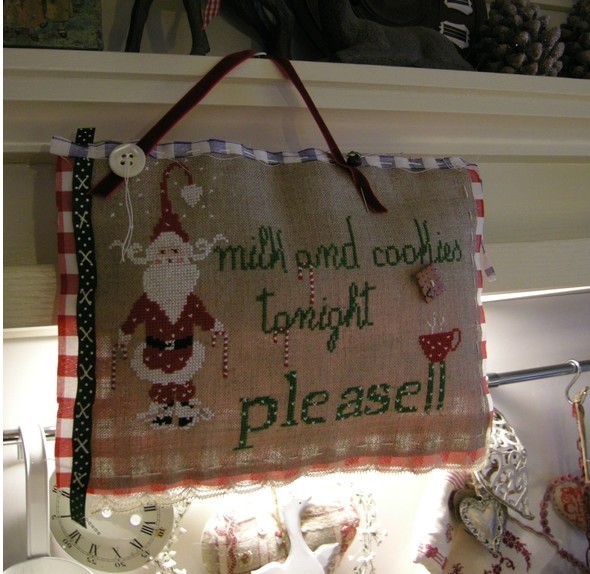 milk and cookies
tonight
please!!